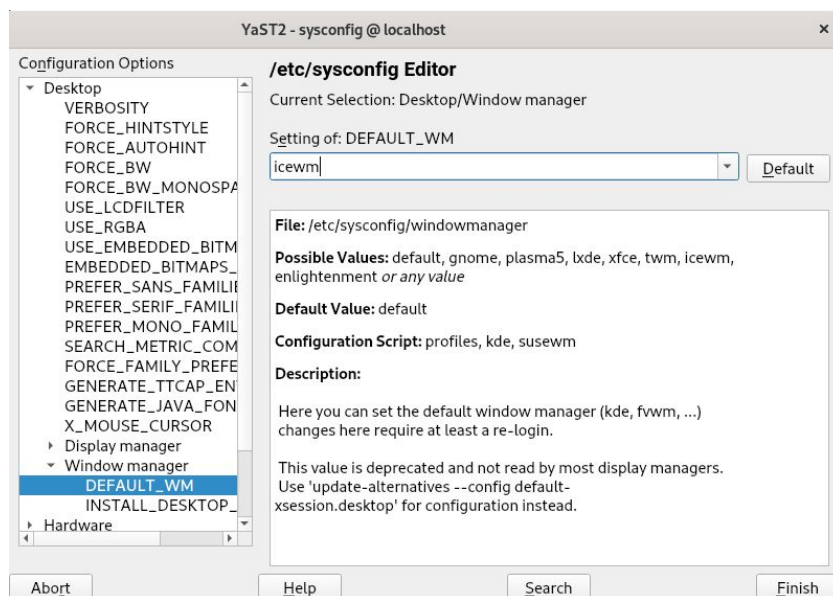 YaST2 - sysconfig @ localhost
×
Configuration Options
Desktop
VERBOSITY
FORCE_HINTSTYLE
FORCE_AUTOHINT
FORCE_BW
FORCE_BW_MONOSPA
USE_LCDFILTER
USE_RGBA
USE_EMBEDDED_BITM
EMBEDDED_BITMAPS_
PREFER_SANS_FAMILIE
PREFER_SERIF_FAMILI
PREFER_MONO_FAMIL
SEARCH_METRIC_COM
FORCE_FAMILY_PREFE
GENERATE_TTCAP_EN
GENERATE_JAVA_FON
X_MOUSE_CURSOR
Display manager
Window manager
DEFAULT_WM
INSTALL_DESKTOP_
Hardware
/etc/sysconfig Editor
Current Selection: Desktop/Window manager
Setting of: DEFAULT_WM
icewm
Default
File: /etc/sysconfig/windowmanager
Possible Values: default, gnome, plasma5, lxde, xfce, twm, icewm,
enlightenment or any value
Default Value: default
Configuration Script: profiles, kde, susewm
Description:
Here you can set the default window manager (kde, fvwm, ...)
changes here require at least a re-login.
This value is deprecated and not read by most display managers.
Use 'update-alternatives --config default-
xsession.desktop' for configuration instead.
Abort
Help
Search
Finish